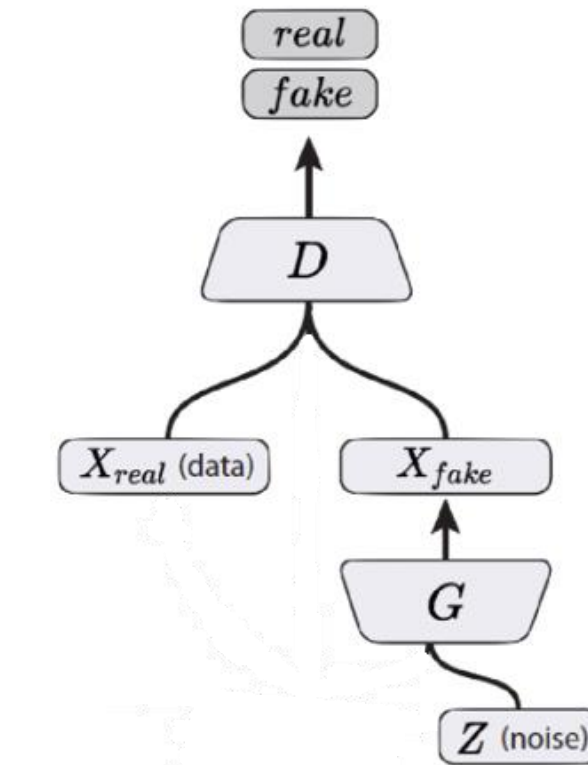 real
fake
D
X_real (data)
X_fake
G
Z (noise)